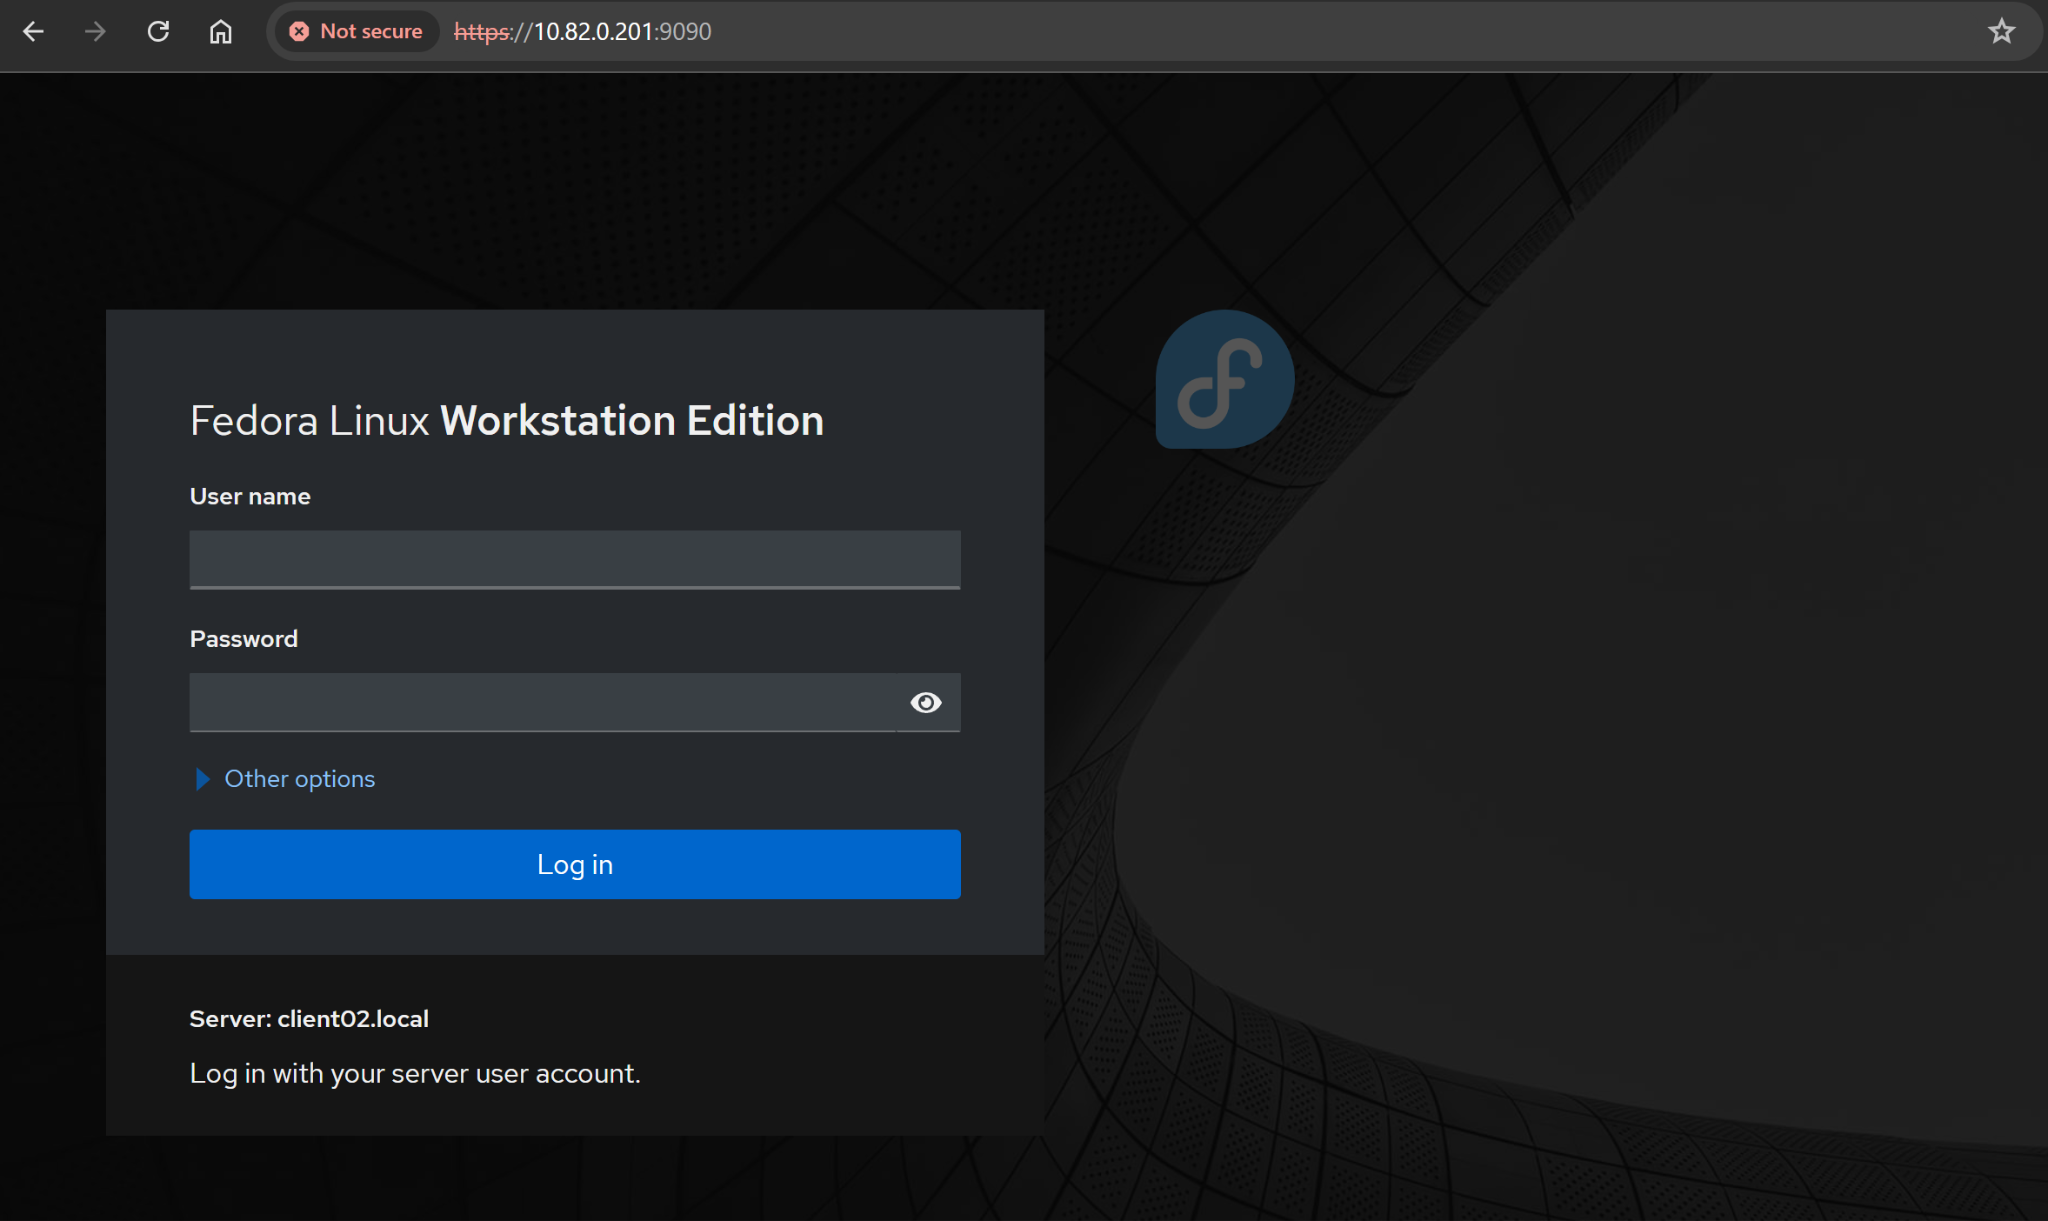 Not secure https://10.82.0.201:9090
Fedora Linux Workstation Edition
User name
Password
Other options
Log in
Server: client02.local
Log in with your server user account.